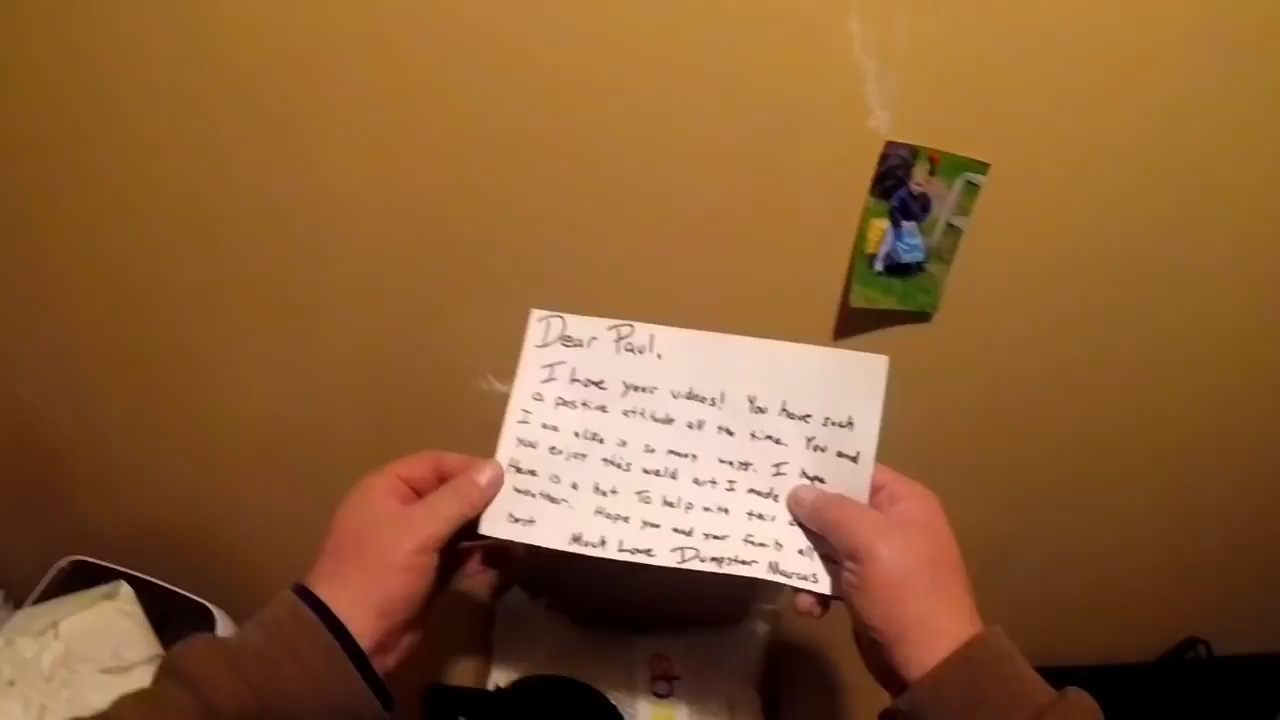 Dear Paul,
I Love your videos! You have such
a positive attitude all the time. You and
I are alike in so many ways. I hope
you enjoy this weld art I made
Here is a hat To help with this
weather. Hope you and your family all
best
Much Love Dumpster Marcus